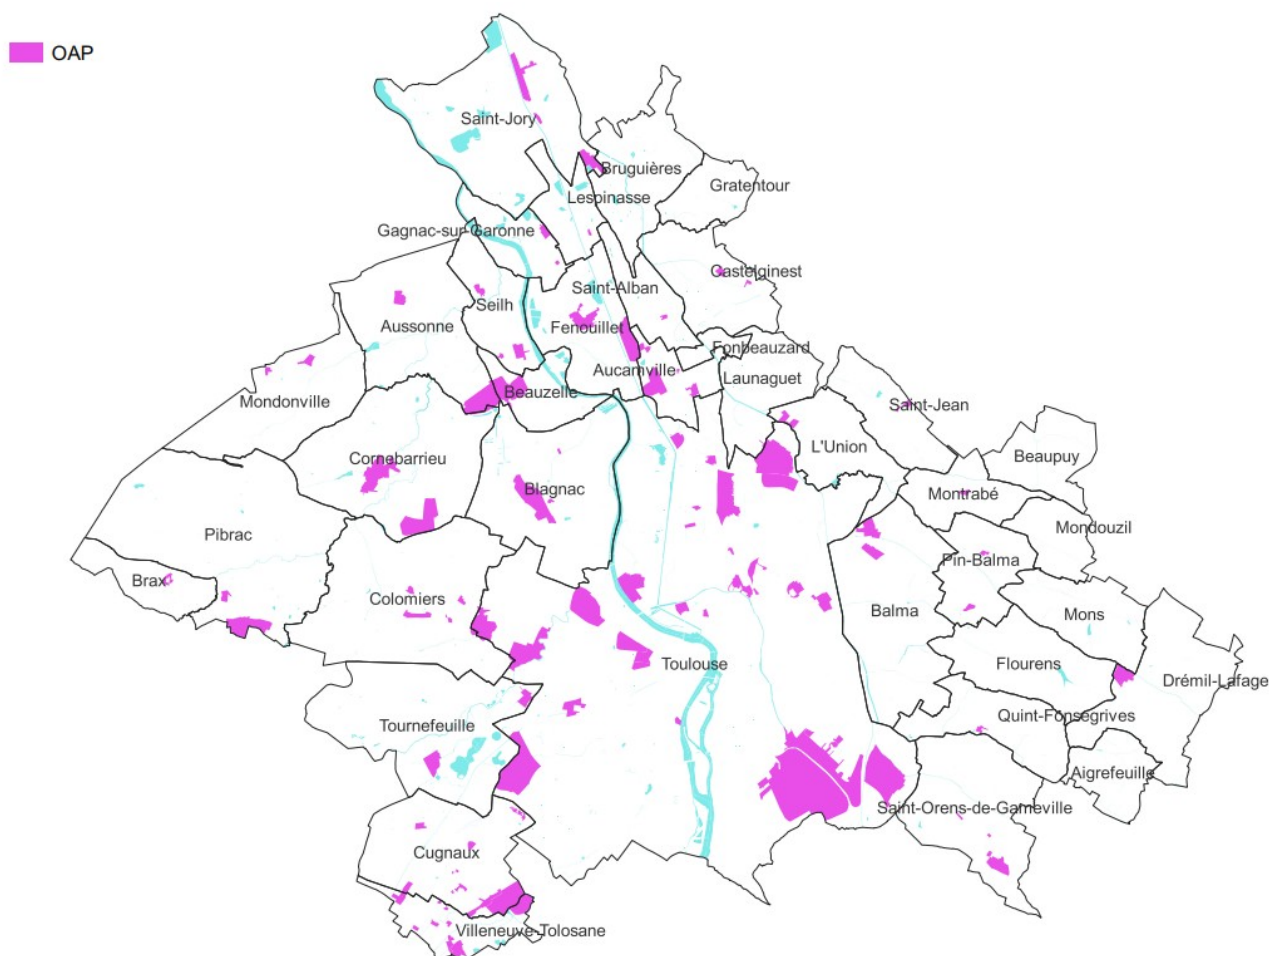 OAP
Saint-Jory
Bruguières
Gratentour
Lespinasse
Gagnac-sur-Garonne
Castelginest
Saint-Alban
Seilh
Aussonne
Fenouillet
Fonbeauzard
Aucamville
Launaguet
Beauzelle
Mondonville
Saint-Jean
L'Union
Beaupuy
Cornebarrieu
Blagnac
Montrabé
Mondouzil
Pibrac
Pin-Balma
Brax
Colomiers
Balma
Mons
Toulouse
Flourens
Drémil-Lafage
Quint-Fonsegrives
Tournefeuille
Aigrefeuille
Saint-Orens-de-Gameville
Cugnaux
Villeneuve-Tolosane